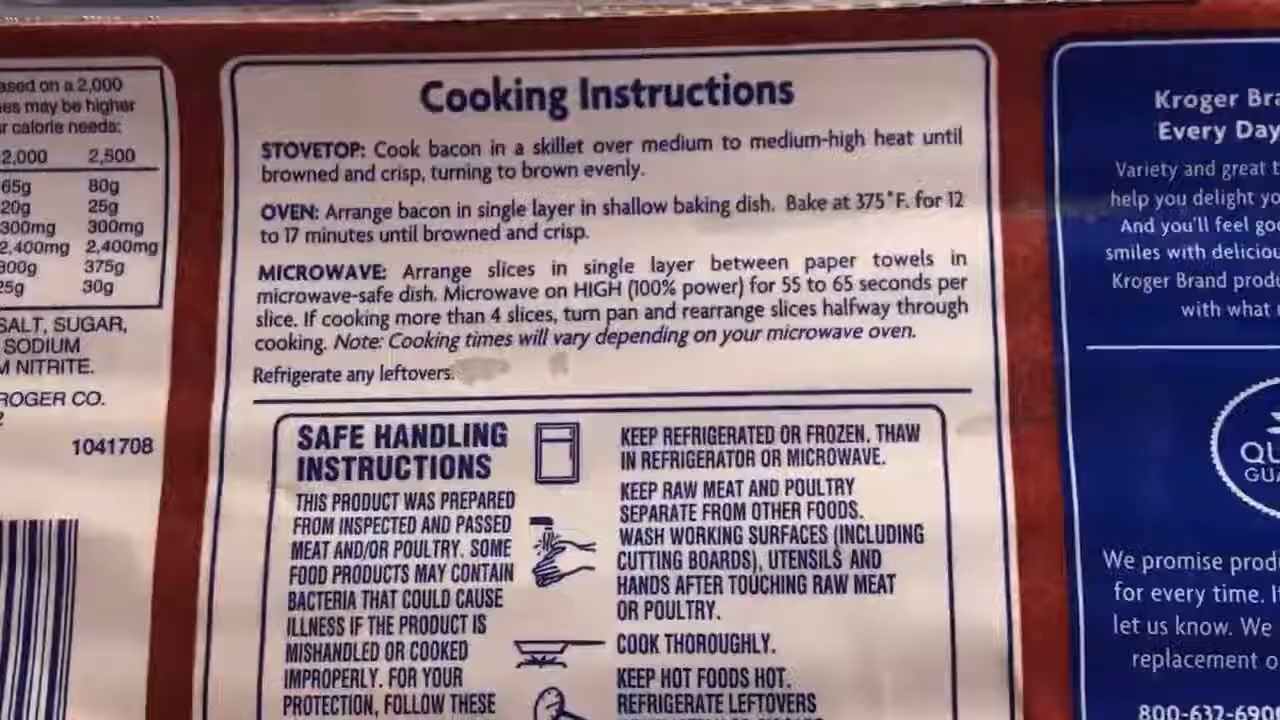 ased on a 2,000
es may be higher
r calorie needs:
2,000 2,500
65g 80g
20g 25g
300mg 300mg
2,400mg 2,400mg
300g 375g
25g 30g
SALT, SUGAR,
SODIUM
M NITRITE.
ROGER CO.
1041708
Cooking Instructions
STOVETOP: Cook bacon in a skillet over medium to medium-high heat until
browned and crisp, turning to brown evenly.
OVEN: Arrange bacon in single layer in shallow baking dish. Bake at 375°F. for 12
to 17 minutes until browned and crisp.
MICROWAVE: Arrange slices in single layer between paper towels in
microwave-safe dish. Microwave on HIGH (100% power) for 55 to 65 seconds per
slice. If cooking more than 4 slices, turn pan and rearrange slices halfway through
cooking. Note: Cooking times will vary depending on your microwave oven.
Refrigerate any leftovers.
SAFE HANDLING
INSTRUCTIONS
THIS PRODUCT WAS PREPARED
FROM INSPECTED AND PASSED
MEAT AND/OR POULTRY. SOME
FOOD PRODUCTS MAY CONTAIN
BACTERIA THAT COULD CAUSE
ILLNESS IF THE PRODUCT IS
MISHANDLED OR COOKED
IMPROPERLY. FOR YOUR
PROTECTION, FOLLOW THESE
KEEP REFRIGERATED OR FROZEN. THAW
IN REFRIGERATOR OR MICROWAVE.
KEEP RAW MEAT AND POULTRY
SEPARATE FROM OTHER FOODS.
WASH WORKING SURFACES (INCLUDING
CUTTING BOARDS), UTENSILS AND
HANDS AFTER TOUCHING RAW MEAT
OR POULTRY.
COOK THOROUGHLY.
KEEP HOT FOODS HOT.
REFRIGERATE LEFTOVERS
Kroger Bra
Every Day
Variety and great t
help you delight yo
And you'll feel goo
smiles with deliciou
Kroger Brand produ
with what
QU
GUA
We promise produ
for every time. I
let us know. We
replacement o
800-632-690